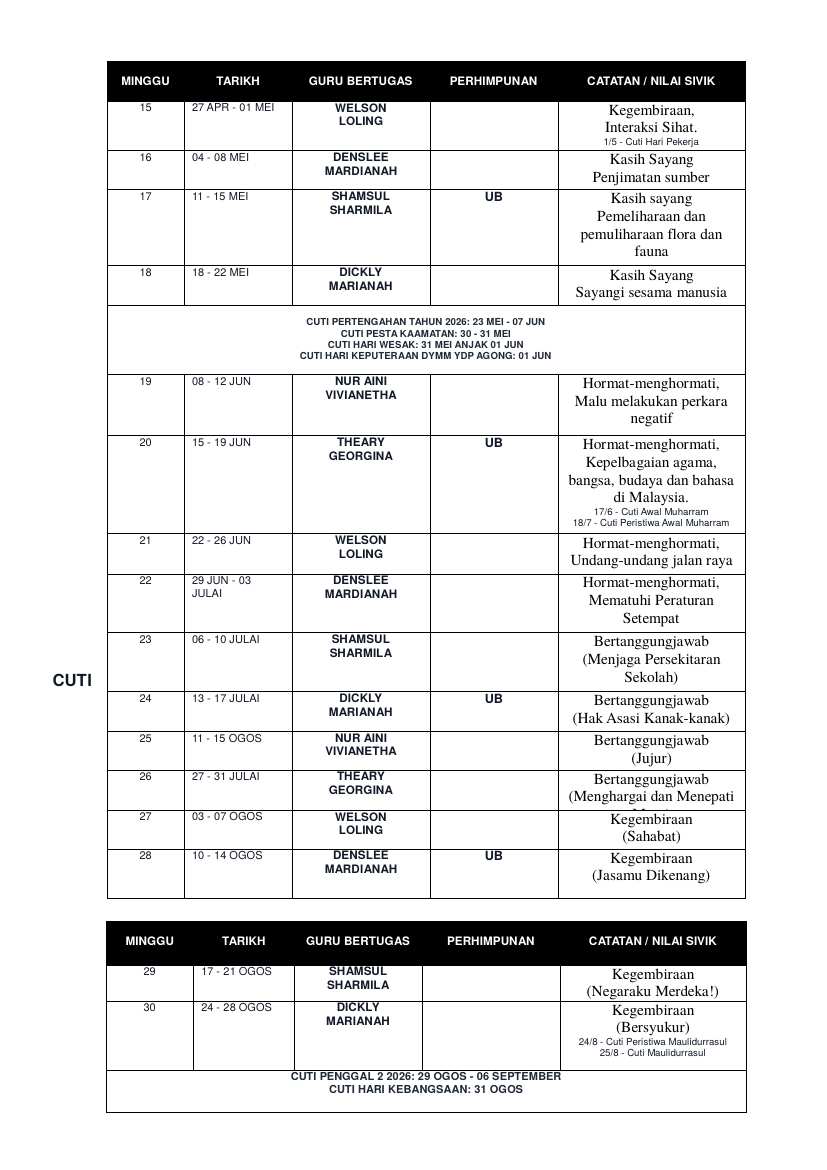 MINGGU TARIKH GURU BERTUGAS PERHIMPUNAN CATATAN / NILAI SIVIK
15 27 APR - 01 MEI WELSON Kegembiraan,
LOLING Interaksi Sihat.
1/5 - Cuti Hari Pekerja
16 04 - 08 MEI DENSLEE Kasih Sayang
MARDIANAH Penjimatan sumber
17 11 - 15 MEI SHAMSUL UB Kasih sayang
SHARMILA Pemeliharaan dan
pemuliharaan flora dan
fauna
18 18 - 22 MEI DICKLY Kasih Sayang
MARIANAH Sayangi sesama manusia
CUTI PERTENGAHAN TAHUN 2026: 23 MEI - 07 JUN
CUTI PESTA KAAMATAN: 30 - 31 MEI
CUTI HARI WESAK: 31 MEI ANJAK 01 JUN
CUTI HARI KEPUTERAAN DYMM YDP AGONG: 01 JUN
19 08 - 12 JUN NUR AINI Hormat-menghormati,
VIVIANETHA Malu melakukan perkara
negatif
20 15 - 19 JUN THEARY UB Hormat-menghormati,
GEORGINA Kepelbagaian agama,
bangsa, budaya dan bahasa
di Malaysia.
17/6 - Cuti Awal Muharram
18/7 - Cuti Peristiwa Awal Muharram
21 22 - 26 JUN WELSON Hormat-menghormati,
LOLING Undang-undang jalan raya
22 29 JUN - 03 DENSLEE Hormat-menghormati,
JULAI MARDIANAH Mematuhi Peraturan
Setempat
23 06 - 10 JULAI SHAMSUL Bertanggungjawab
SHARMILA (Menjaga Persekitaran
Sekolah)
CUTI
24 13 - 17 JULAI DICKLY UB Bertanggungjawab
MARIANAH (Hak Asasi Kanak-kanak)
25 11 - 15 OGOS NUR AINI Bertanggungjawab
VIVIANETHA (Jujur)
26 27 - 31 JULAI THEARY Bertanggungjawab
GEORGINA (Menghargai dan Menepati
27 03 - 07 OGOS WELSON Kegembiraan
LOLING (Sahabat)
28 10 - 14 OGOS DENSLEE UB Kegembiraan
MARDIANAH (Jasamu Dikenang)
MINGGU TARIKH GURU BERTUGAS PERHIMPUNAN CATATAN / NILAI SIVIK
29 17 - 21 OGOS SHAMSUL Kegembiraan
SHARMILA (Negaraku Merdeka!)
30 24 - 28 OGOS DICKLY Kegembiraan
MARIANAH (Bersyukur)
24/8 - Cuti Peristiwa Maulidurrasul
25/8 - Cuti Maulidurrasul
CUTI PENGGAL 2 2026: 29 OGOS - 06 SEPTEMBER
CUTI HARI KEBANGSAAN: 31 OGOS